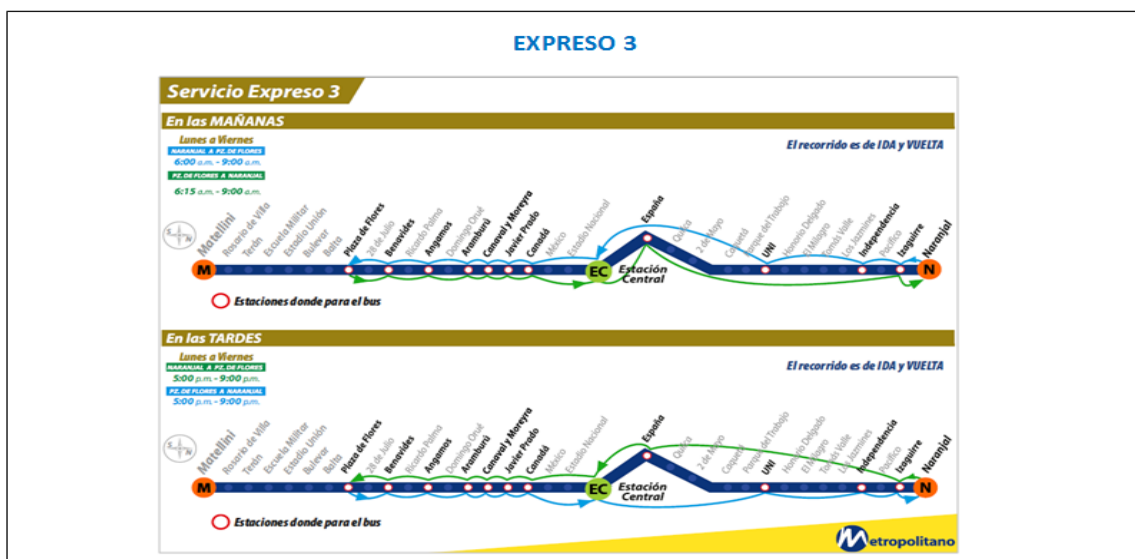 EXPRESO 3
Servicio Expreso 3
En las MAÑANAS
Lunes a Viernes
NARANJAL A PZ. DE FLORES
6:00 a.m. - 9:00 a.m.
PZ. DE FLORES A NARANJAL
6:15 a.m. - 9:00 a.m.
El recorrido es de IDA y VUELTA
S N
Matellini
Rosario de Villa
Terán
Escuela Militar
Estadio Unión
Bulevar
Balta
Plaza de Flores
28 de Julio
Benavides
Ricardo Palma
Angamos
Domingo Orué
Aramburú
Canaval y Moreyra
Javier Prado
Canadá
México
Estadio Nacional
España
Quilca
2 de Mayo
Caquetá
Parque del Trabajo
UNI
Honorio Delgado
El Milagro
Tomás Valle
Los Jazmines
Independencia
Pacífico
Izaguirre
Naranjal
M
EC
Estación
Central
N
Estaciones donde para el bus
En las TARDES
Lunes a Viernes
NARANJAL A PZ. DE FLORES
5:00 p.m. - 9:00 p.m.
PZ. DE FLORES A NARANJAL
5:00 p.m. - 9:00 p.m.
El recorrido es de IDA y VUELTA
S N
Matellini
Rosario de Villa
Terán
Escuela Militar
Estadio Unión
Bulevar
Balta
Plaza de Flores
28 de Julio
Benavides
Ricardo Palma
Angamos
Domingo Orué
Aramburú
Canaval y Moreyra
Javier Prado
Canadá
México
Estadio Nacional
España
Quilca
2 de Mayo
Caquetá
Parque del Trabajo
UNI
Honorio Delgado
El Milagro
Tomás Valle
Los Jazmines
Independencia
Pacífico
Izaguirre
Naranjal
M
EC
Estación
Central
N
Estaciones donde para el bus
Metropolitano